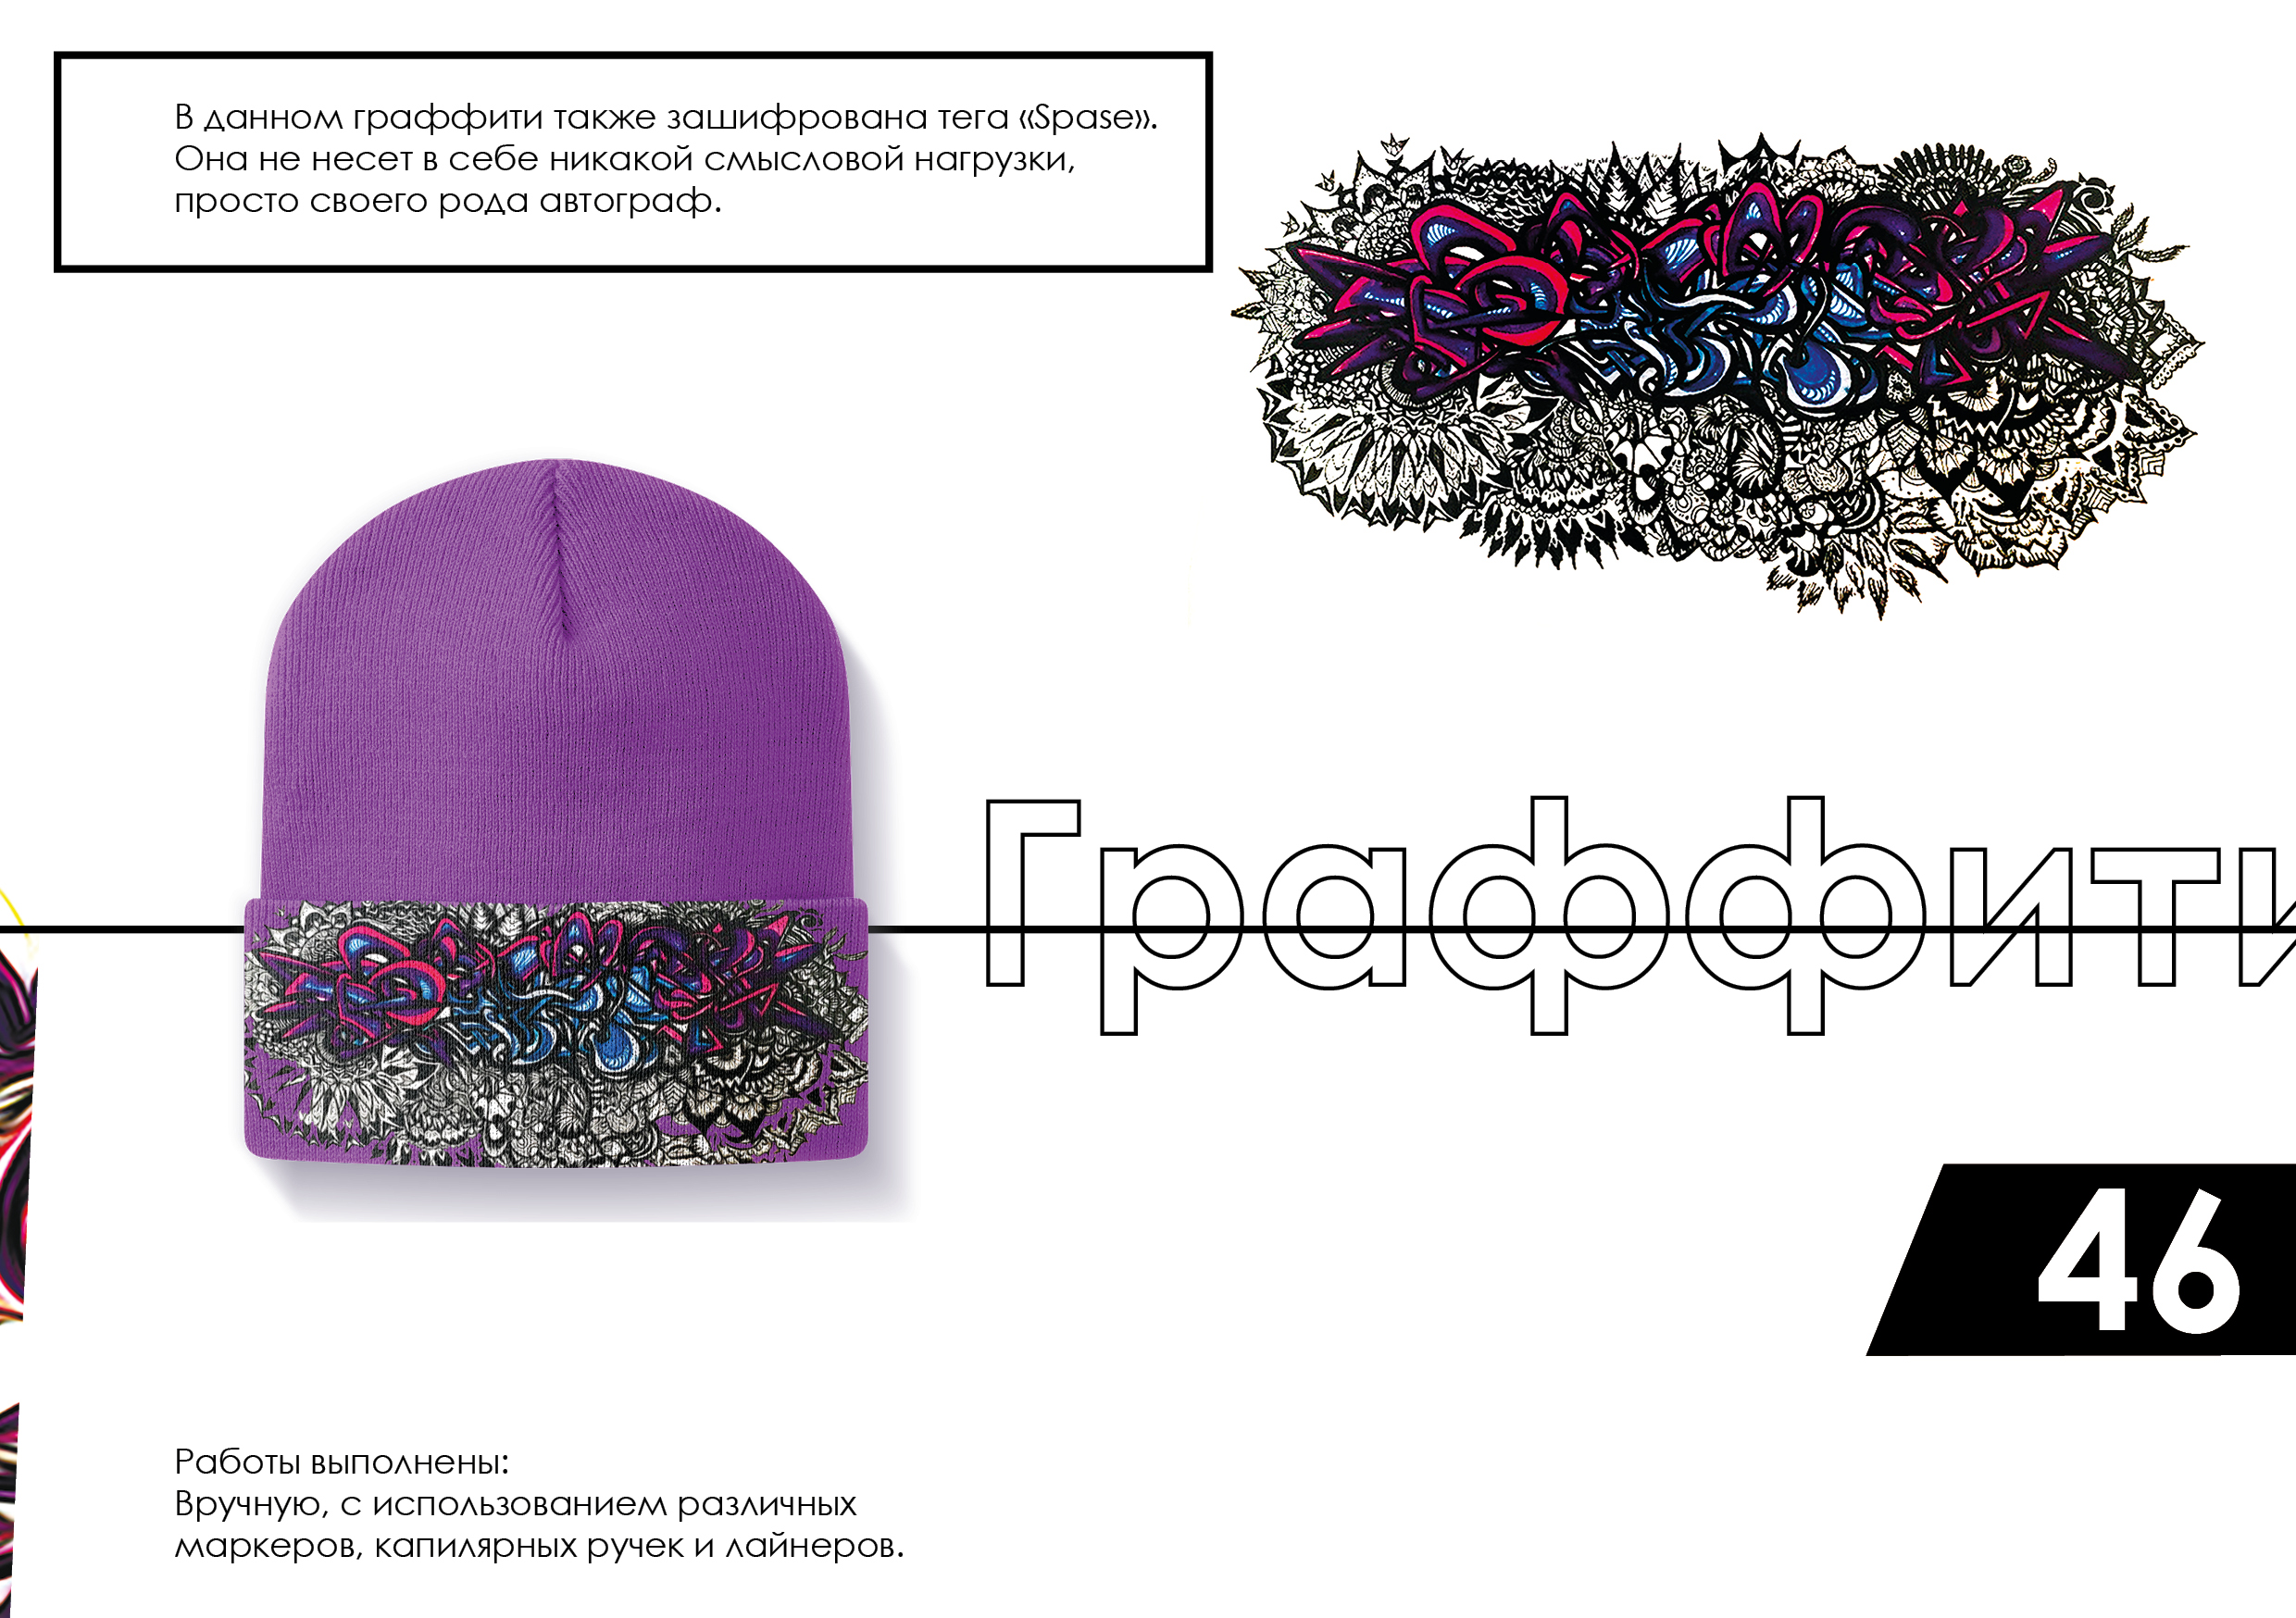 В данном граффити также зашифрована тега «Spase».
Она не несет в себе никакой смысловой нагрузки,
просто своего рода автограф.
Граффити
46
Работы выполнены:
Вручную, с использованием различных
маркеров, капилярных ручек и лайнеров.